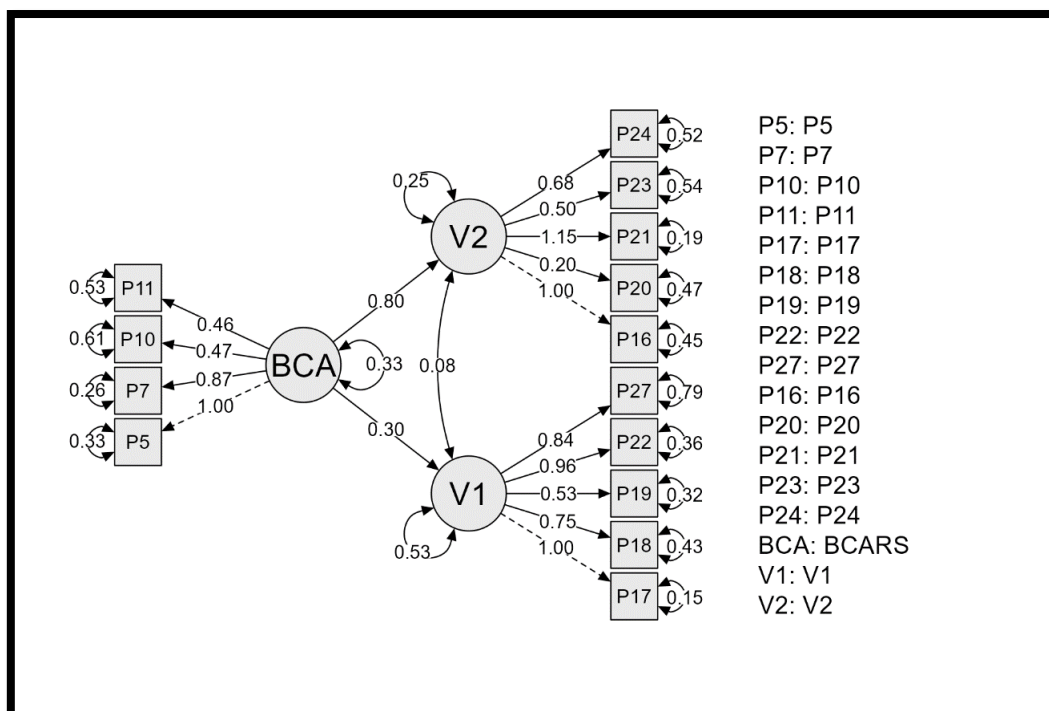 P24
0.52
0.25
0.68
P23
0.54
0.50
V2
1.15
P21
0.19
0.20
P20
0.47
1.00
0.53
P11
0.80
0.46
P16
0.45
0.61
P10
0.47
BCA
0.33
0.08
0.87
P27
0.79
0.26
P7
1.00
0.33
P5
0.30
0.84
P22
0.36
0.96
V1
0.53
P19
0.32
0.75
P18
0.43
0.53
1.00
P17
0.15
P5: P5
P7: P7
P10: P10
P11: P11
P17: P17
P18: P18
P19: P19
P22: P22
P27: P27
P16: P16
P20: P20
P21: P21
P23: P23
P24: P24
BCA: BCARS
V1: V1
V2: V2